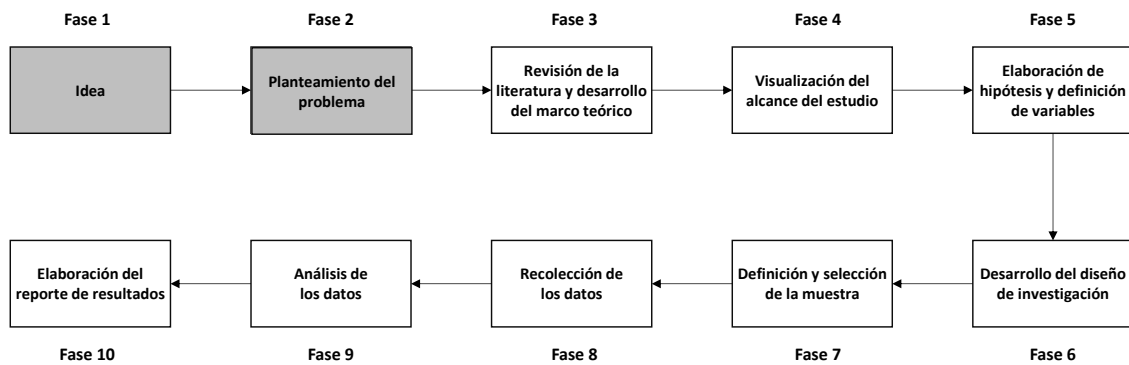 Fase 1
Fase 2
Fase 3
Fase 4
Fase 5
Idea
Planteamiento del
problema
Revisión de la
literatura y desarrollo
del marco teórico
Visualización del
alcance del estudio
Elaboración de
hipótesis y definición
de variables
Elaboración del
reporte de resultados
Análisis de
los datos
Recolección de
los datos
Definición y selección
de la muestra
Desarrollo del diseño
de investigación
Fase 10
Fase 9
Fase 8
Fase 7
Fase 6